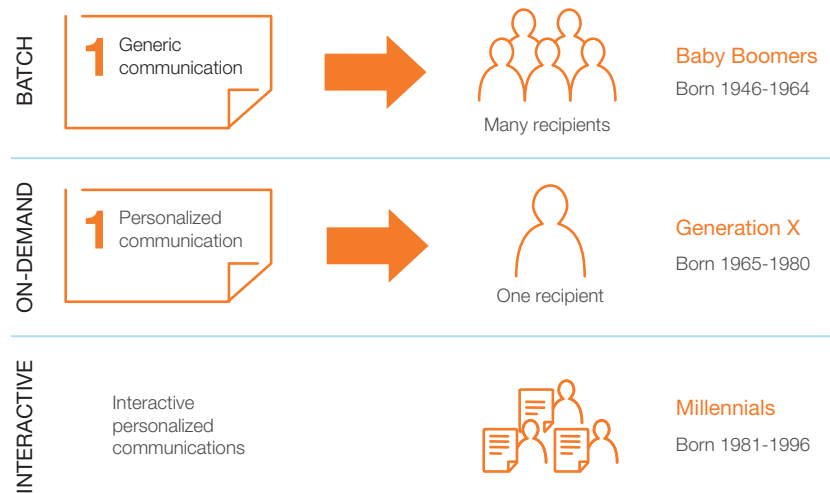 BATCH
1
Generic
communication
Many recipients
Baby Boomers
Born 1946-1964
ON-DEMAND
1
Personalized
communication
One recipient
Generation X
Born 1965-1980
INTERACTIVE
Interactive
personalized
communications
Millennials
Born 1981-1996